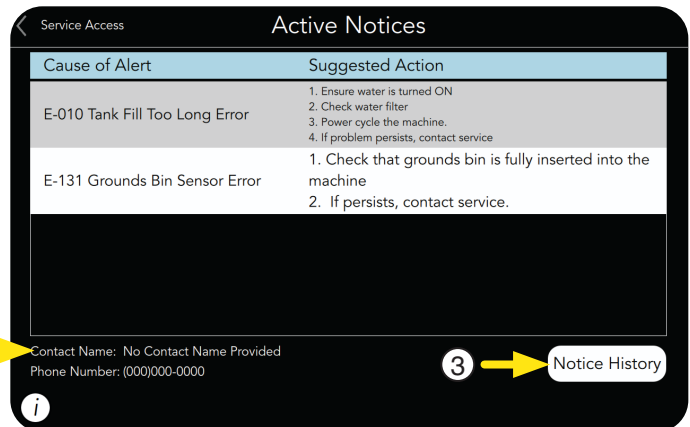 Service Access
Active Notices
Cause of Alert
Suggested Action
E-010 Tank Fill Too Long Error
1. Ensure water is turned ON
2. Check water filter
3. Power cycle the machine.
4. If problem persists, contact service
E-131 Grounds Bin Sensor Error
1. Check that grounds bin is fully inserted into the
machine
2. If persists, contact service.
Contact Name: No Contact Name Provided
Phone Number: (000)000-0000
3
Notice History
i